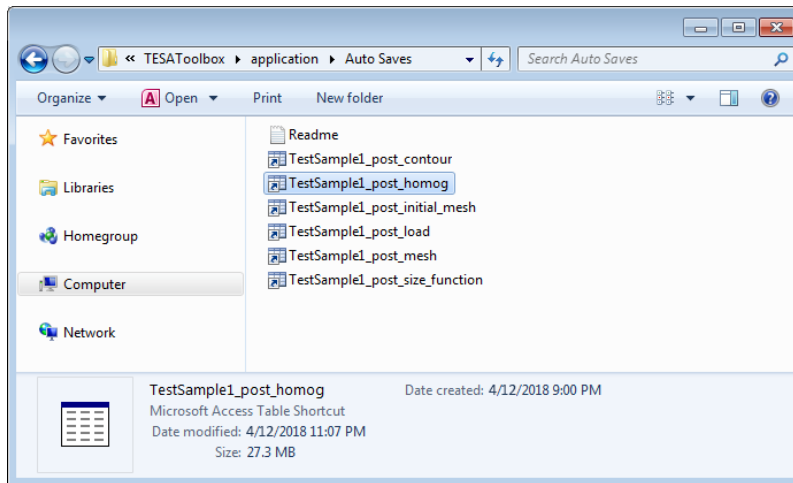 « TESAToolbox ▸ application ▸ Auto Saves
Search Auto Saves
Organize ▾ Open ▾ Print New folder
Favorites
Libraries
Homegroup
Computer
Network
Readme
TestSample1_post_contour
TestSample1_post_homog
TestSample1_post_initial_mesh
TestSample1_post_load
TestSample1_post_mesh
TestSample1_post_size_function
TestSample1_post_homog Date created: 4/12/2018 9:00 PM
Microsoft Access Table Shortcut
Date modified: 4/12/2018 11:07 PM
Size: 27.3 MB